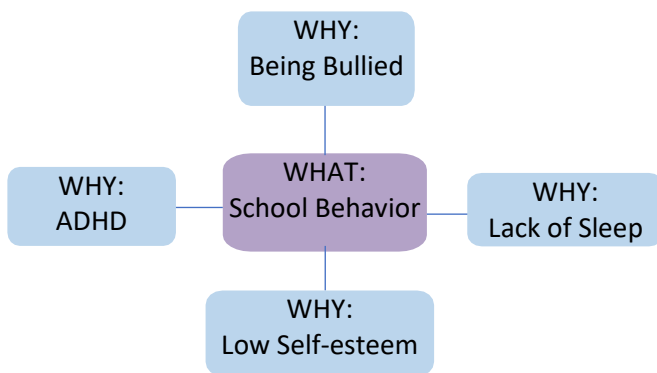 WHY:
Being Bullied
WHY:
ADHD
WHAT:
School Behavior
WHY:
Lack of Sleep
WHY:
Low Self-esteem